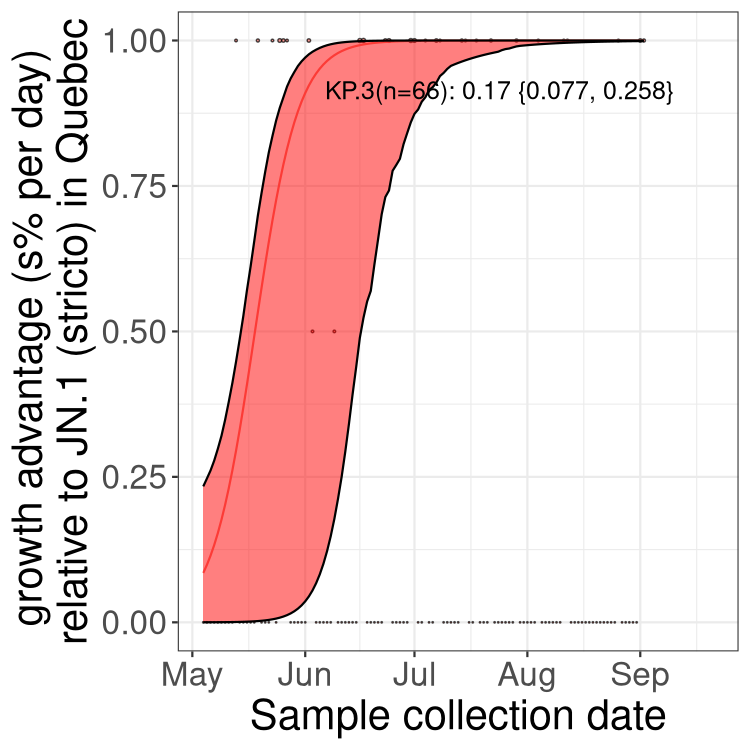 growth advantage (s% per day)
relative to JN.1 (stricto) in Quebec
1.00
0.75
0.50
0.25
0.00
KP.3(n=66): 0.17 {0.077, 0.258}
May Jun Jul Aug Sep
Sample collection date